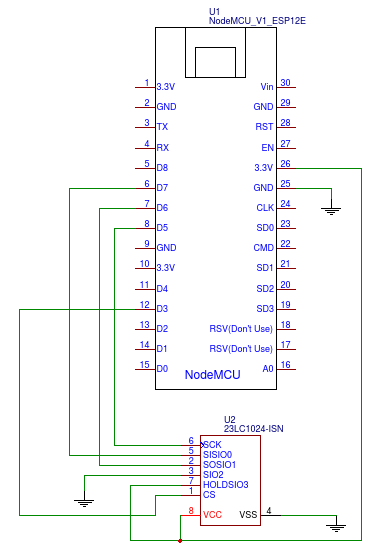 U1
NodeMCU_V1_ESP12E
1 3.3V Vin 30
2 GND GND 29
3 TX RST 28
4 RX EN 27
5 D8 3.3V 26
6 D7 GND 25
7 D6 CLK 24
8 D5 SD0 23
9 GND CMD 22
10 3.3V SD1 21
11 D4 SD2 20
12 D3 SD3 19
13 D2 RSV(Don't Use) 18
14 D1 RSV(Don't Use) 17
15 D0 A0 16
NodeMCU
U2
23LC1024-ISN
6 SCK
5 SISIO0
2 SOSIO1
3 SIO2
7 HOLDSIO3
1 CS
8 VCC VSS 4